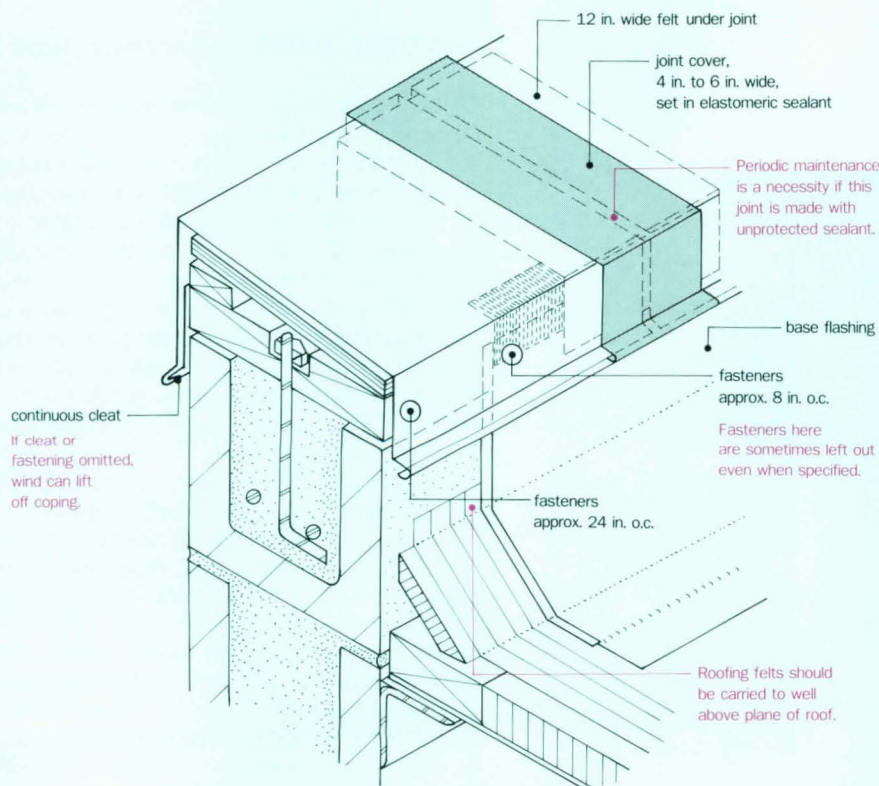 12 in. wide felt under joint
joint cover,
4 in. to 6 in. wide,
set in elastomeric sealant
Periodic maintenance
is a necessity if this
joint is made with
unprotected sealant.
base flashing
fasteners
approx. 8 in. o.c.
Fasteners here
are sometimes left out
even when specified.
continuous cleat
If cleat or
fastening omitted,
wind can lift
off coping.
fasteners
approx. 24 in. o.c.
Roofing felts should
be carried to well
above plane of roof.